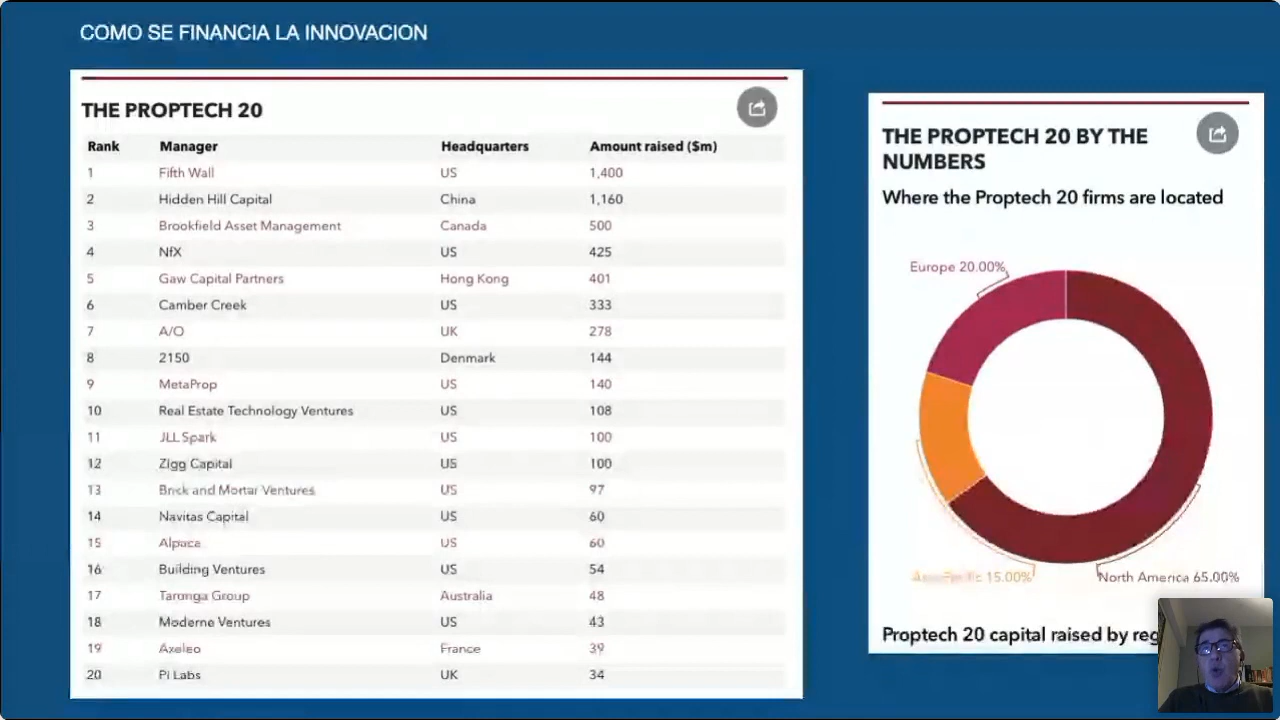 COMO SE FINANCIA LA INNOVACION
THE PROPTECH 20
Rank Manager Headquarters Amount raised ($m)
1 Fifth Wall US 1,400
2 Hidden Hill Capital China 1,160
3 Brookfield Asset Management Canada 500
4 NfX US 425
5 Gaw Capital Partners Hong Kong 401
6 Camber Creek US 333
7 A/O UK 278
8 2150 Denmark 144
9 MetaProp US 140
10 Real Estate Technology Ventures US 108
11 JLL Spark US 100
12 Zigg Capital US 100
13 Brick and Mortar Ventures US 97
14 Navitas Capital US 60
15 Alpaca US 60
16 Building Ventures US 54
17 Taronga Group Australia 48
18 Moderne Ventures US 43
19 Axeleo France 39
20 Pi Labs UK 34
THE PROPTECH 20 BY THE
NUMBERS
Where the Proptech 20 firms are located
Europe 20.00%
Asia-Pacific 15.00%
North America 65.00%
Proptech 20 capital raised by reg